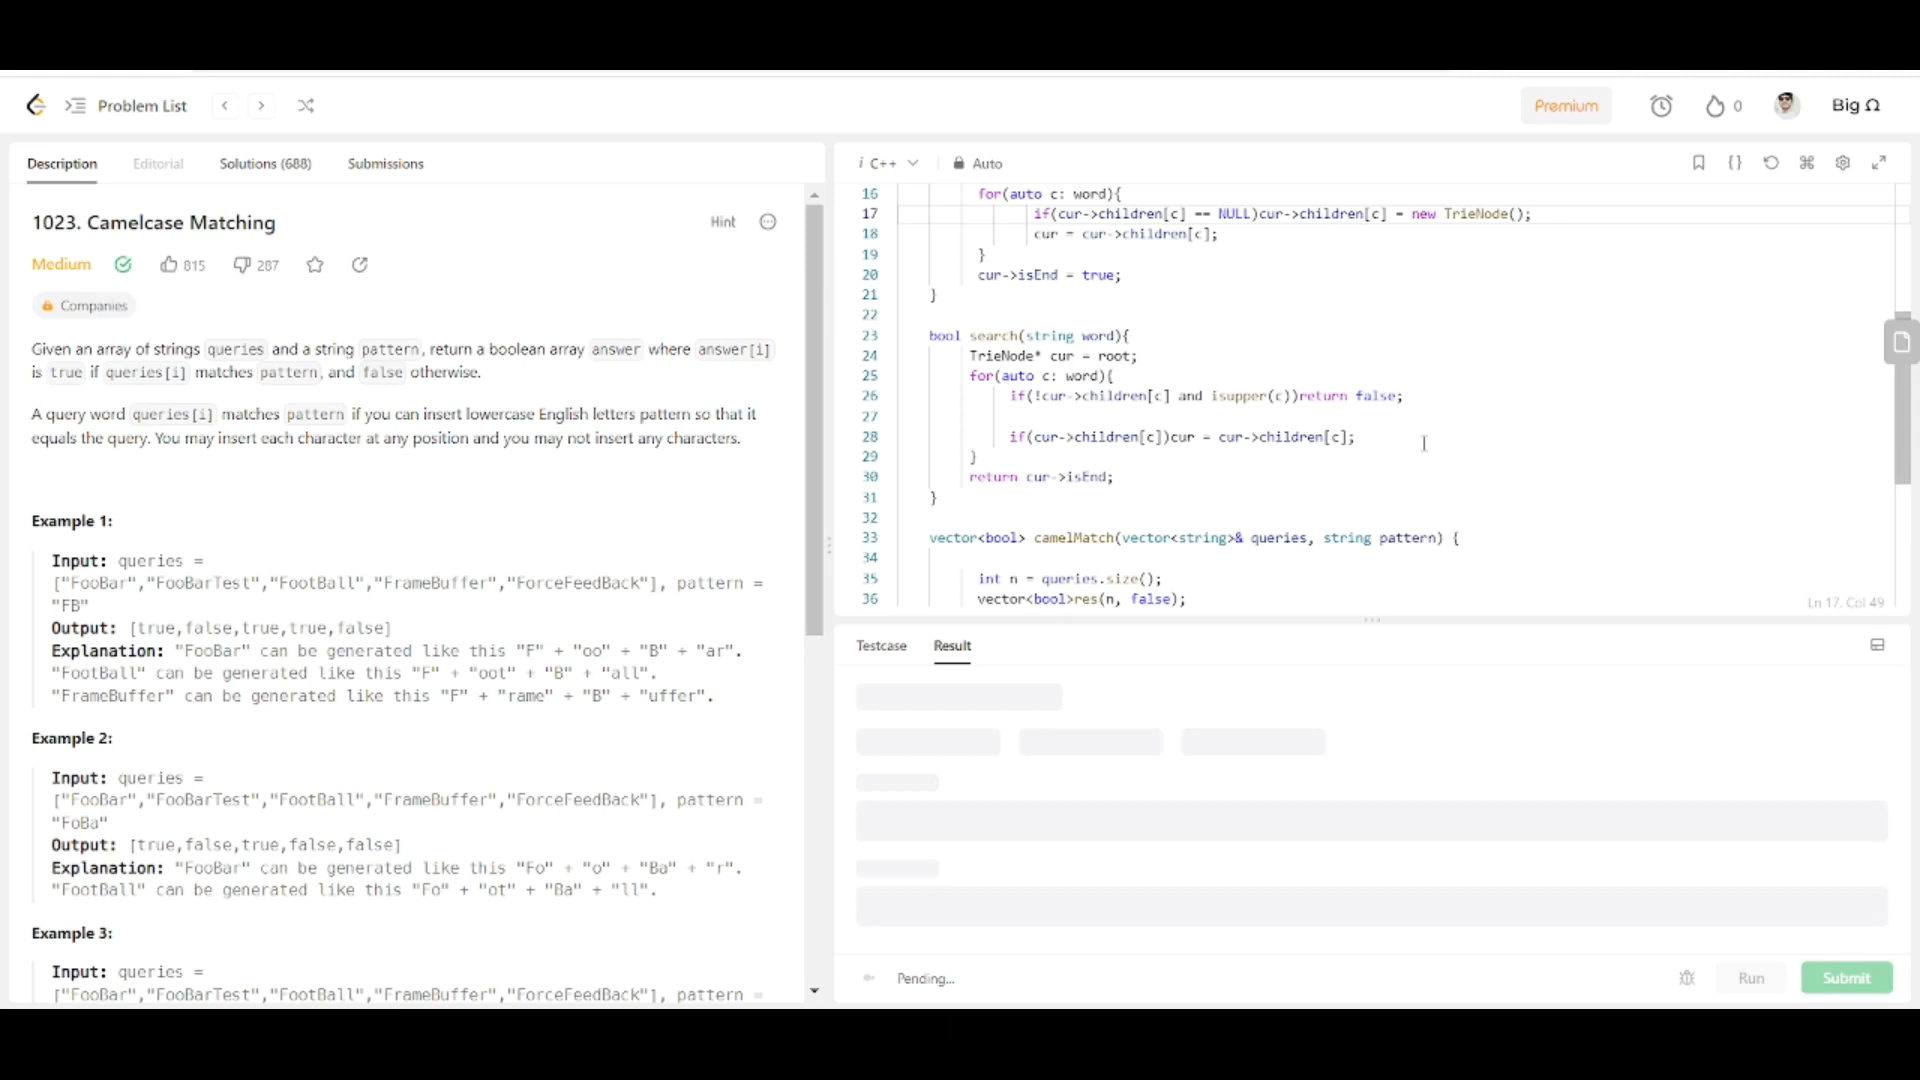 Problem List
Premium
0
Big Ω
Description
Editorial
Solutions (688)
Submissions
1023. Camelcase Matching
Hint
Medium
815
287
Companies
Given an array of strings queries and a string pattern, return a boolean array answer where answer[i]
is true if queries[i] matches pattern, and false otherwise.
A query word queries[i] matches pattern if you can insert lowercase English letters pattern so that it
equals the query. You may insert each character at any position and you may not insert any characters.
Example 1:
Input: queries =
["FooBar","FooBarTest","FootBall","FrameBuffer","ForceFeedBack"], pattern =
"FB"
Output: [true,false,true,true,false]
Explanation: "FooBar" can be generated like this "F" + "oo" + "B" + "ar".
"FootBall" can be generated like this "F" + "oot" + "B" + "all".
"FrameBuffer" can be generated like this "F" + "rame" + "B" + "uffer".
Example 2:
Input: queries =
["FooBar","FooBarTest","FootBall","FrameBuffer","ForceFeedBack"], pattern =
"FoBa"
Output: [true,false,true,false,false]
Explanation: "FooBar" can be generated like this "Fo" + "o" + "Ba" + "r".
"FootBall" can be generated like this "Fo" + "ot" + "Ba" + "ll".
Example 3:
Input: queries =
["FooBar","FooBarTest","FootBall","FrameBuffer","ForceFeedBack"], pattern =
i C++
Auto
16 for(auto c: word){
17 if(cur->children[c] == NULL)cur->children[c] = new TrieNode();
18 cur = cur->children[c];
19 }
20 cur->isEnd = true;
21 }
22
23 bool search(string word){
24 TrieNode* cur = root;
25 for(auto c: word){
26 if(!cur->children[c] and isupper(c))return false;
27
28 if(cur->children[c])cur = cur->children[c];
29 }
30 return cur->isEnd;
31 }
32
33 vector<bool> camelMatch(vector<string>& queries, string pattern) {
34
35 int n = queries.size();
36 vector<bool>res(n, false);
Ln 17, Col 49
Testcase
Result
Pending...
Run
Submit